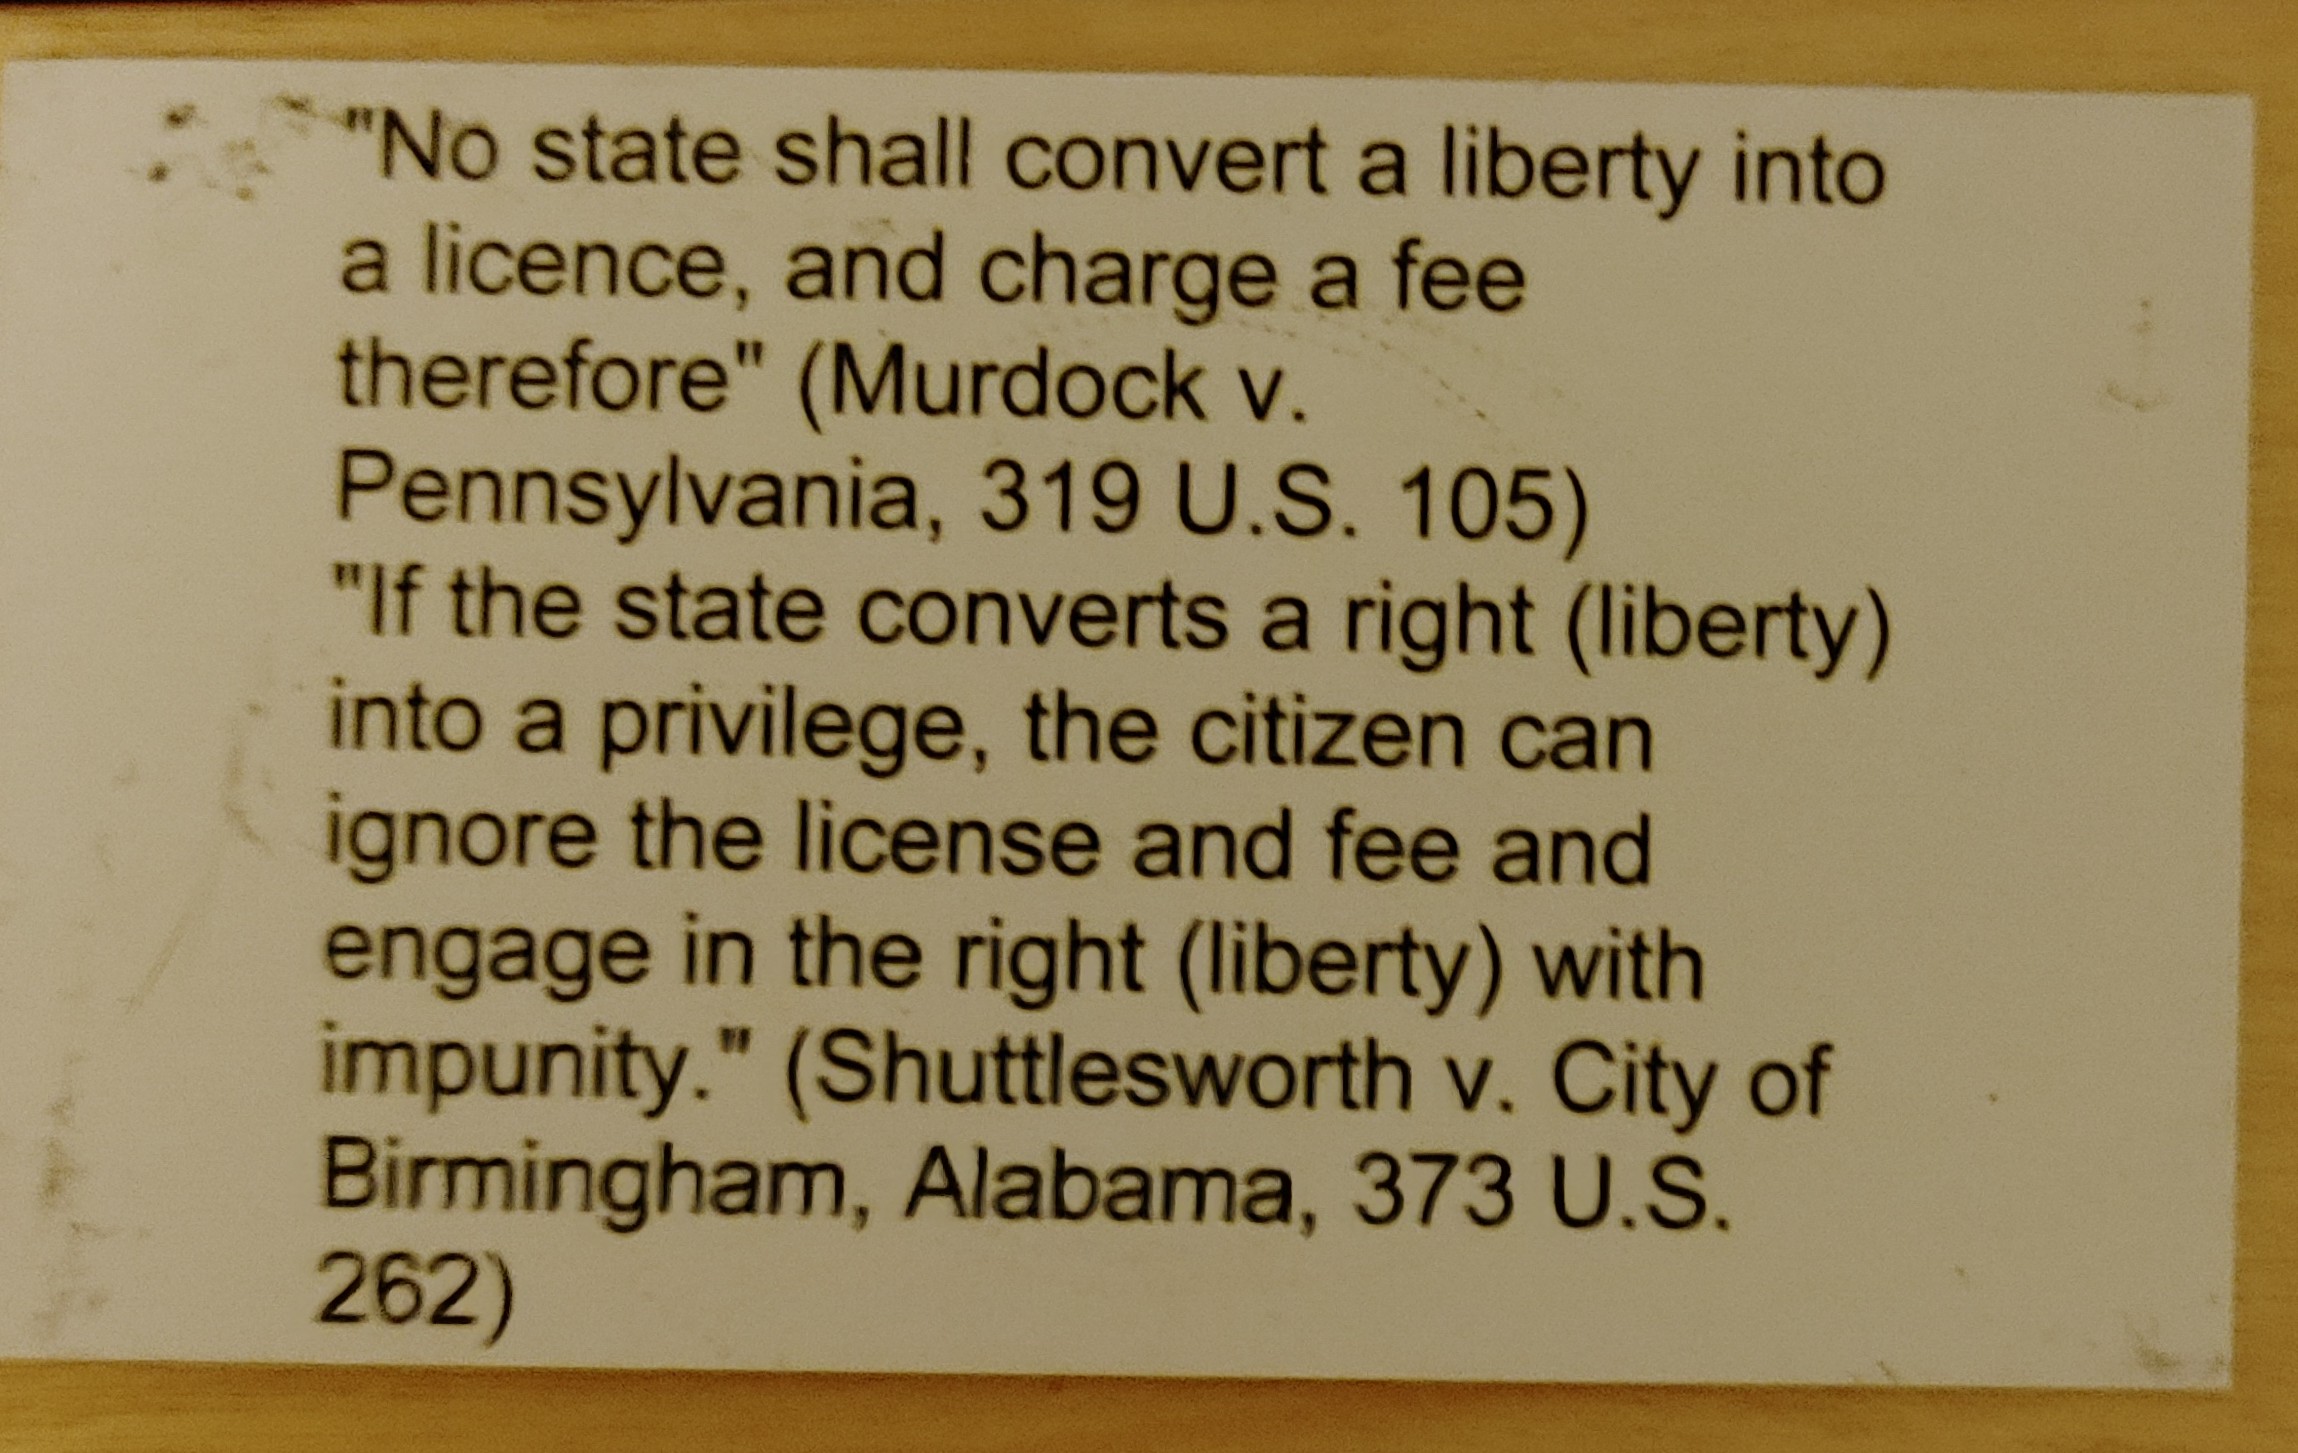 "No state shall convert a liberty into
a licence, and charge a fee
therefore" (Murdock v.
Pennsylvania, 319 U.S. 105)
"If the state converts a right (liberty)
into a privilege, the citizen can
ignore the license and fee and
engage in the right (liberty) with
impunity." (Shuttlesworth v. City of
Birmingham, Alabama, 373 U.S.
262)